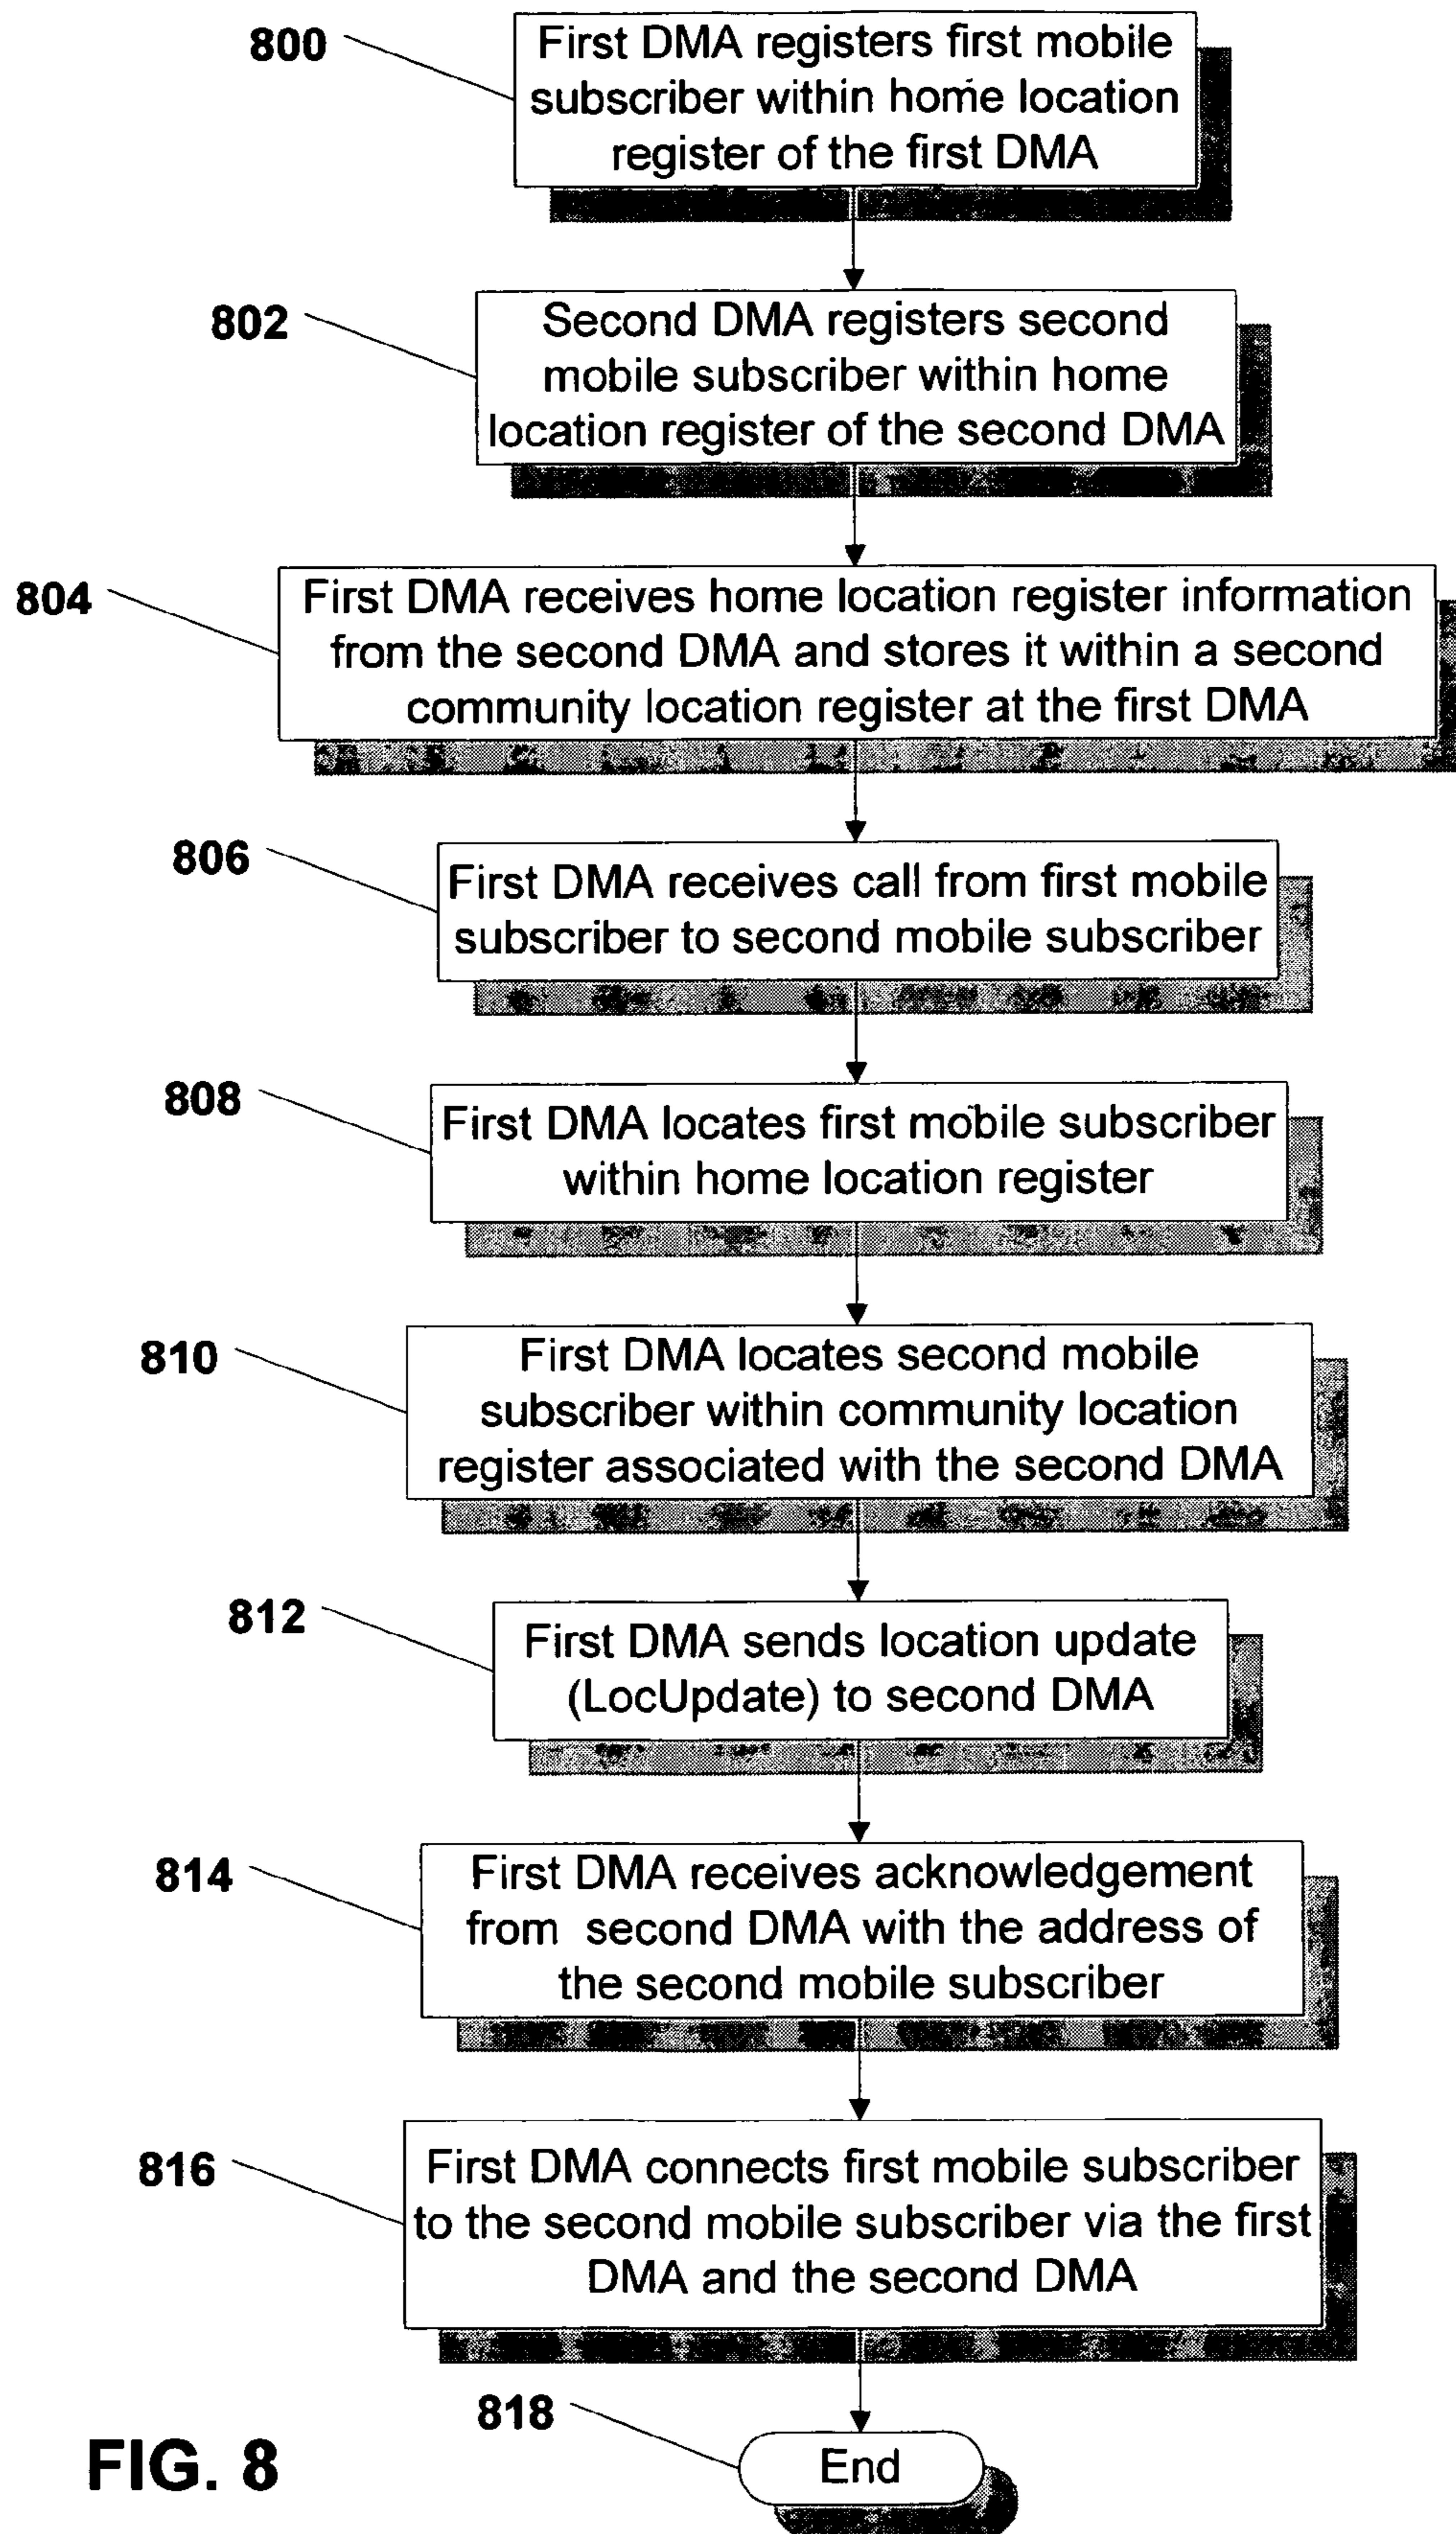 800
First DMA registers first mobile
subscriber within home location
register of the first DMA
802
Second DMA registers second
mobile subscriber within home
location register of the second DMA
804
First DMA receives home location register information
from the second DMA and stores it within a second
community location register at the first DMA
806
First DMA receives call from first mobile
subscriber to second mobile subscriber
808
First DMA locates first mobile subscriber
within home location register
810
First DMA locates second mobile
subscriber within community location
register associated with the second DMA
812
First DMA sends location update
(LocUpdate) to second DMA
814
First DMA receives acknowledgement
from second DMA with the address of
the second mobile subscriber
816
First DMA connects first mobile subscriber
to the second mobile subscriber via the first
DMA and the second DMA
818
End
FIG. 8